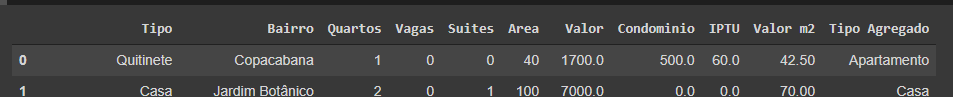 Tipo Bairro Quartos Vagas Suites Area Valor Condominio IPTU Valor m2 Tipo Agregado
0 Quitinete Copacabana 1 0 0 40 1700.0 500.0 60.0 42.50 Apartamento
1 Casa Jardim Botânico 2 0 1 100 7000.0 0.0 0.0 70.00 Casa